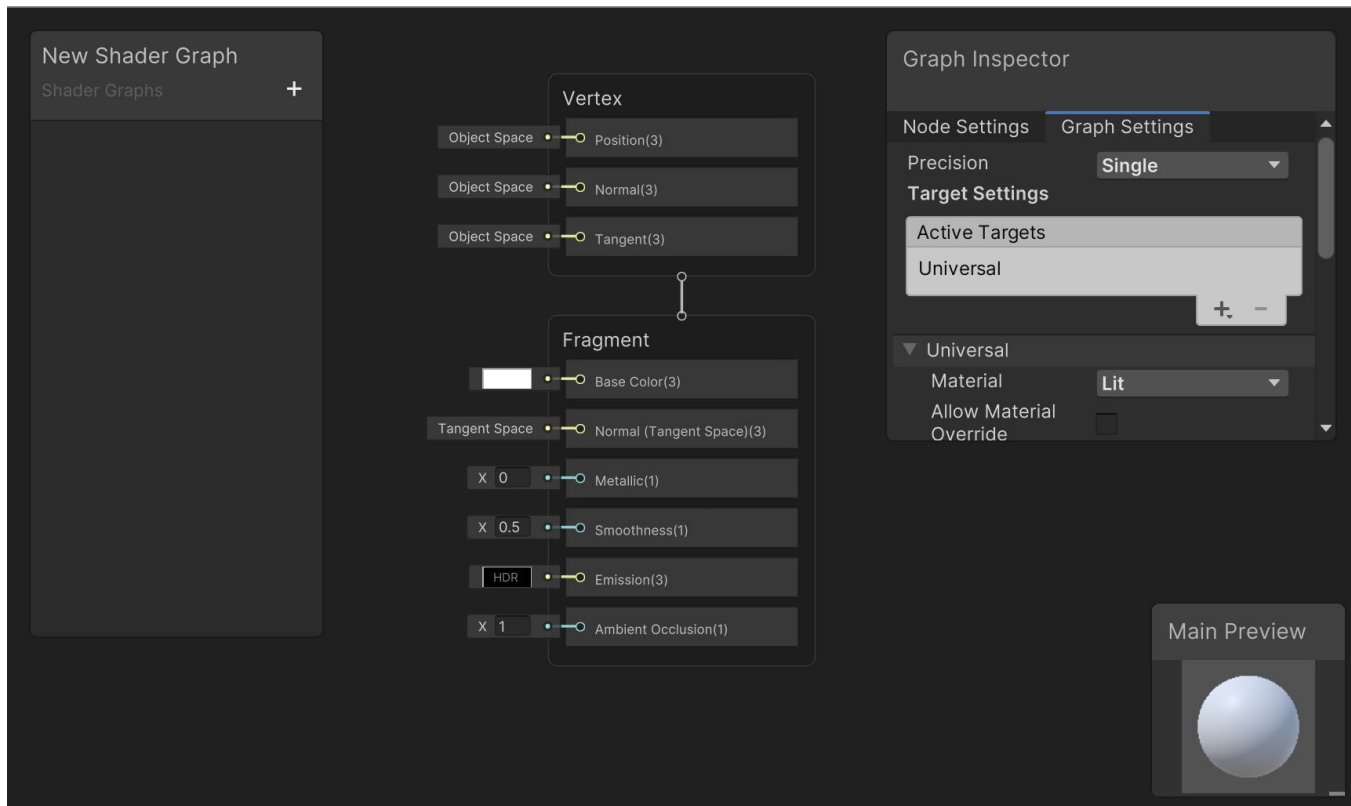 New Shader Graph
Shader Graphs
+
Vertex
Object Space
Position(3)
Object Space
Normal(3)
Object Space
Tangent(3)
Fragment
Base Color(3)
Tangent Space
Normal (Tangent Space)(3)
X 0
Metallic(1)
X 0.5
Smoothness(1)
HDR
Emission(3)
X 1
Ambient Occlusion(1)
Graph Inspector
Node Settings Graph Settings
Precision Single
Target Settings
Active Targets
Universal
+ −
Universal
Material Lit
Allow Material
Override
Main Preview